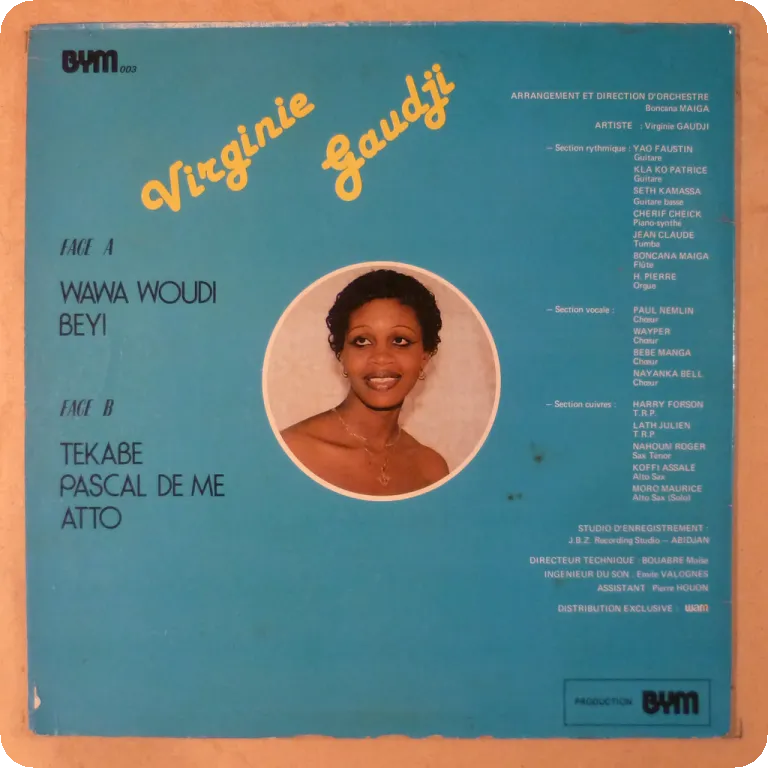 BYM 003
Virginie Gaudji
FACE A
WAWA WOUDI
BEYI
FACE B
TEKABE
PASCAL DE ME
ATTO
ARRANGEMENT ET DIRECTION D'ORCHESTRE
Boncana MAIGA
ARTISTE : Virginie GAUDJI
– Section rythmique : YAO FAUSTIN
Guitare
KLA KO PATRICE
Guitare
SETH KAMASSA
Guitare basse
CHERIF CHEICK
Piano-synthe
JEAN CLAUDE
Tumba
BONCANA MAIGA
Flûte
H. PIERRE
Orgue
– Section vocale : PAUL NEMLIN
Chœur
WAYPER
Chœur
BEBE MANGA
Chœur
NAYANKA BELL
Chœur
– Section cuivres : HARRY FORSON
T.R.P.
LATH JULIEN
T.R.P.
NAHOUNI ROGER
Sax Tenor
KOFFI ASSALE
Alto Sax
MORO MAURICE
Alto Sax (Solo)
STUDIO D'ENREGISTREMENT :
J.B.Z. Recording Studio – ABIDJAN
DIRECTEUR TECHNIQUE : BOUABRE Moïse
INGENIEUR DU SON : Emile VALOGNES
ASSISTANT : Pierre HOUON
DISTRIBUTION EXCLUSIVE : wam
PRODUCTION BYM